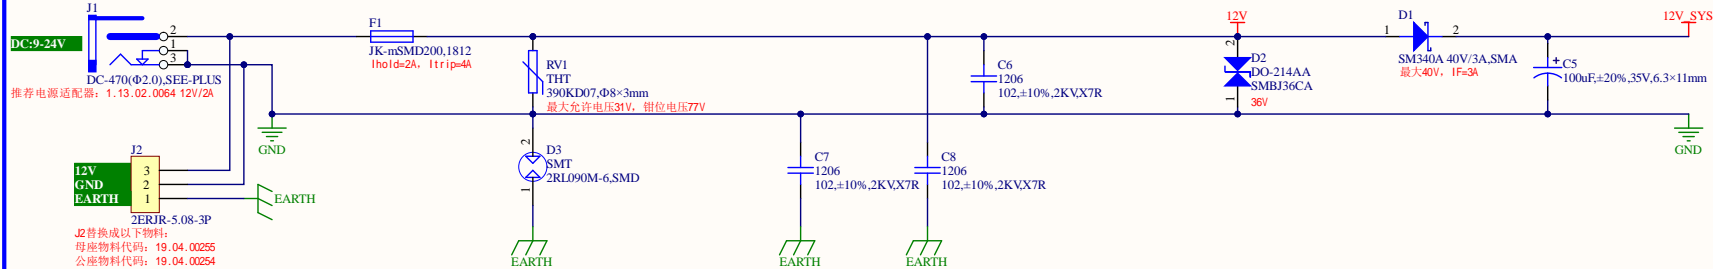 J1
DC:9-24V
2
1
3
DC-470(Φ2.0),SEE-PLUS
推荐电源适配器：1.13.02.0064 12V/2A
GND
J2
12V
GND
EARTH
3
2
1
EARTH
2ERJR-5.08-3P
J2替换成以下物料：
母座物料代码：19.04.00255
公座物料代码：19.04.00254
F1
JK-mSMD200,1812
Ihold=2A, Itrip=4A
RV1
THT
390KD07,Φ8×3mm
最大允许电压31V，钳位电压77V
2
D3
SMT
2RL090M-6,SMD
1
EARTH
C7
1206
102,±10%,2KV,X7R
EARTH
C8
1206
102,±10%,2KV,X7R
EARTH
C6
1206
102,±10%,2KV,X7R
12V
2
D2
DO-214AA
SMBJ36CA
36V
1
D1
1
2
SM340A 40V/3A,SMA
最大40V, IF=3A
12V_SYS
C5
100uF,±20%,35V,6.3×11mm
GND